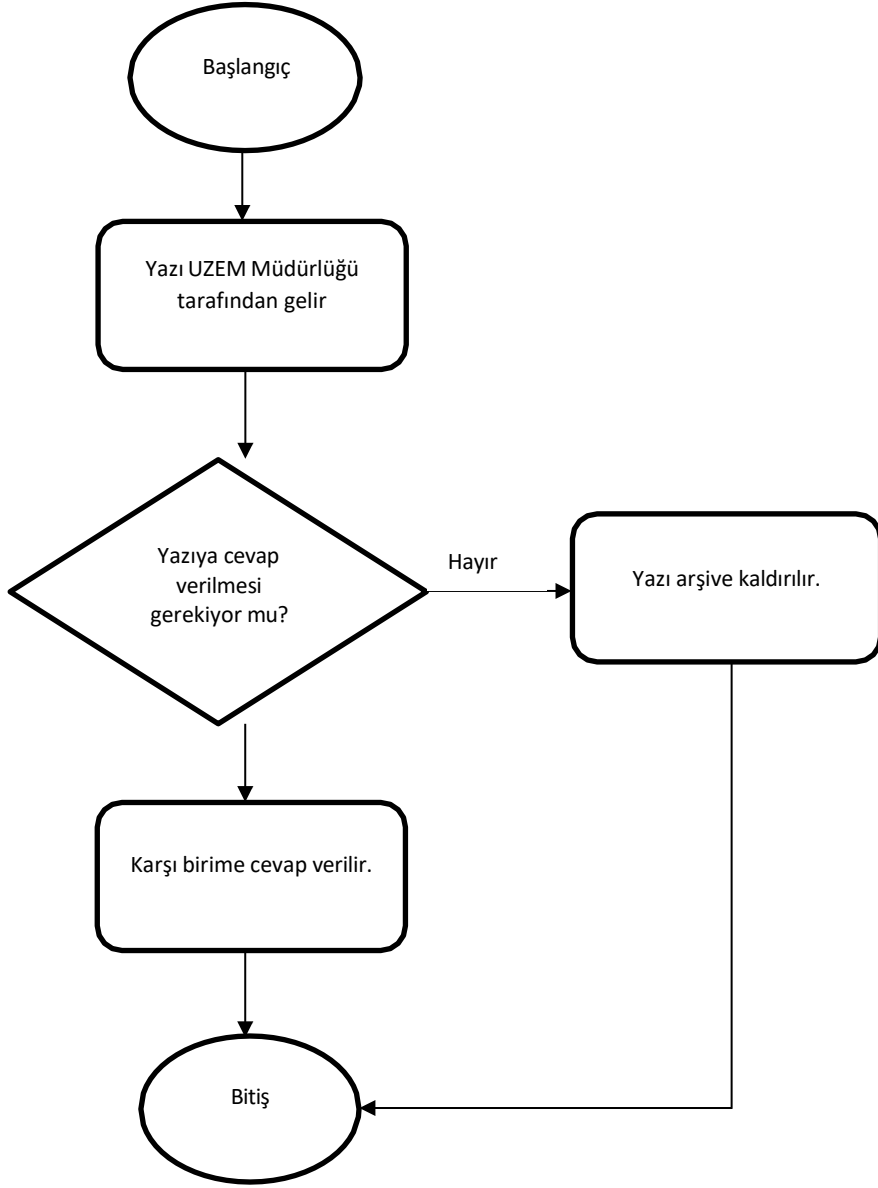 Başlangıç
Yazı UZEM Müdürlüğü
tarafından gelir
Yazıya cevap
verilmesi
gerekiyor mu?
Hayır
Yazı arşive kaldırılır.
Karşı birime cevap verilir.
Bitiş